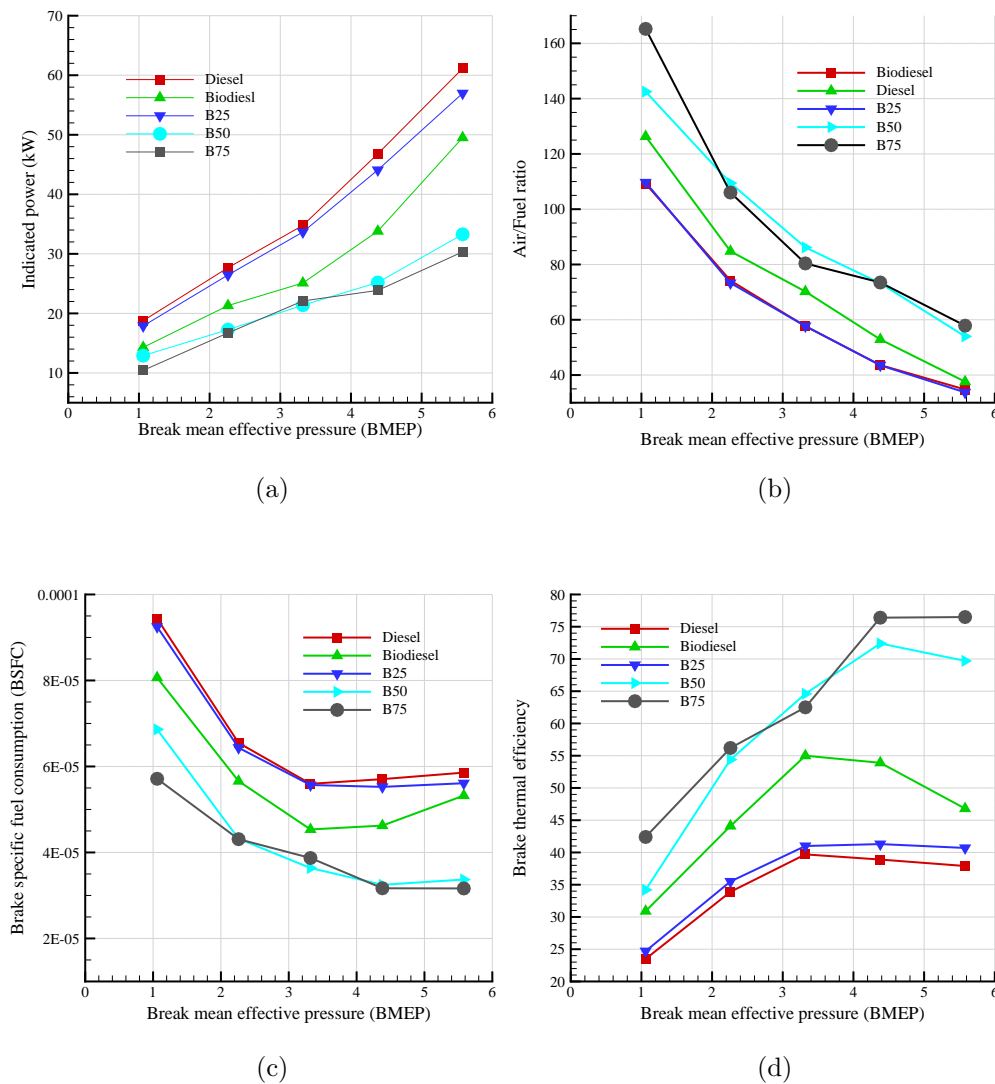 70
60
50
40
30
20
10
0 1 2 3 4 5 6
Indicated power (kW)
Break mean effective pressure (BMEP)
Diesel
Biodiesl
B25
B50
B75
(a)
160
140
120
100
80
60
40
0 1 2 3 4 5 6
Air/Fuel ratio
Break mean effective pressure (BMEP)
Biodiesel
Diesel
B25
B50
B75
(b)
0.0001
8E-05
6E-05
4E-05
2E-05
0 1 2 3 4 5 6
Brake specific fuel consumption (BSFC)
Break mean effective pressure (BMEP)
Diesel
Biodiesel
B25
B50
B75
(c)
80
75
70
65
60
55
50
45
40
35
30
25
20
0 1 2 3 4 5 6
Brake thermal efficiency
Break mean effective pressure (BMEP)
Diesel
Biodiesel
B25
B50
B75
(d)